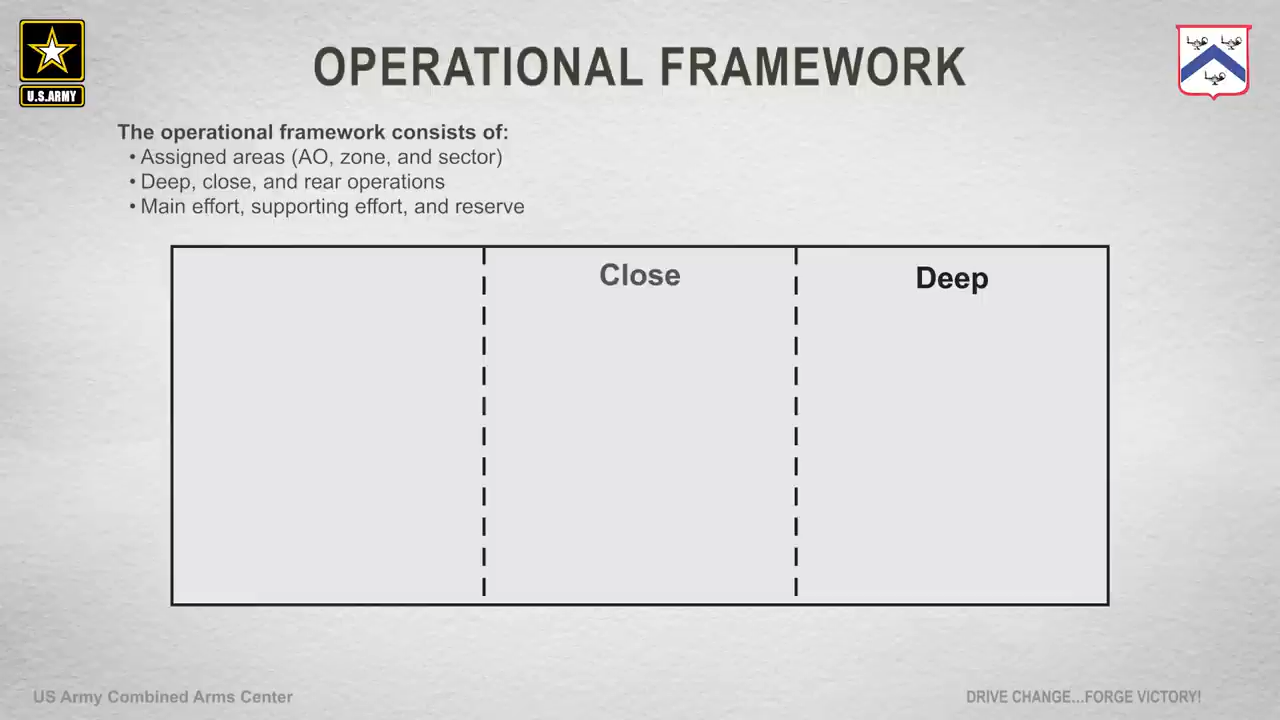 OPERATIONAL FRAMEWORK
U.S.ARMY
The operational framework consists of:
• Assigned areas (AO, zone, and sector)
• Deep, close, and rear operations
• Main effort, supporting effort, and reserve
Close
Deep
US Army Combined Arms Center
DRIVE CHANGE...FORGE VICTORY!